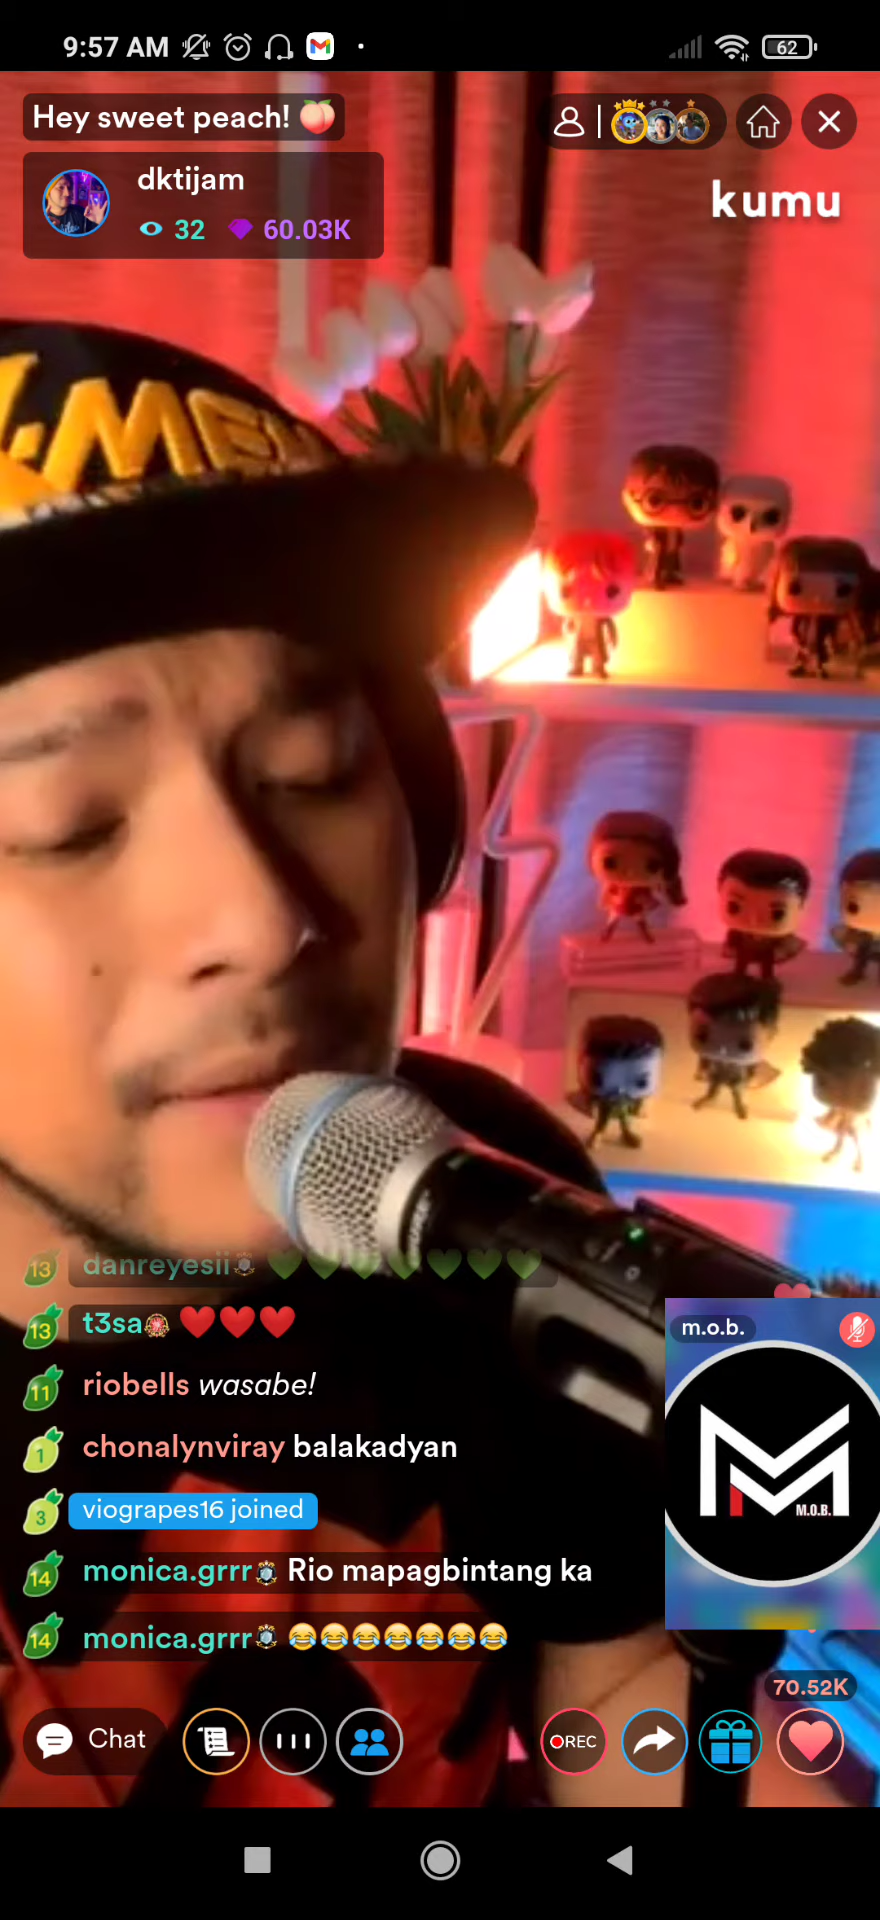 9:57 AM
62
Hey sweet peach! 🍑
dktijam
32 60.03K
kumu
X-MEN
13 danreyesii 💚💚💚💚💚💚💚
13 t3sa ❤️❤️❤️
m.o.b.
11 riobells wasabe!
1 chonalynviray balakadyan
M.O.B.
3 viograpes16 joined
14 monica.grrr Rio mapagbintang ka
14 monica.grrr 😂😂😂😂😂😂😂
70.52K
Chat
REC